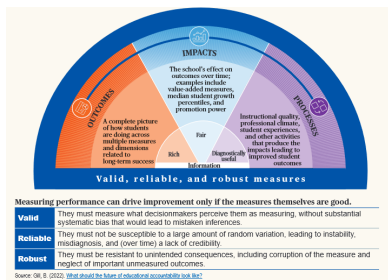 IMPACTS
The school's effect on
outcomes over time;
examples include
value-added measures,
median student growth
percentiles, and
promotion power
OUTCOMES
A complete picture
of how students
are doing across
multiple measures
and dimensions
related to
long-term success
PROCESSES
Instructional quality,
professional climate,
student experiences,
and other activities
that produce the
impacts leading to
improved student
outcomes
Fair
Rich
Diagnostically
useful
Information
Valid, reliable, and robust measures
Measuring performance can drive improvement only if the measures themselves are good.
Valid
They must measure what decisionmakers perceive them as measuring, without substantial
systematic bias that would lead to mistaken inferences.
Reliable
They must not be susceptible to a large amount of random variation, leading to instability,
misdiagnosis, and (over time) a lack of credibility.
Robust
They must be resistant to unintended consequences, including corruption of the measure and
neglect of important unmeasured outcomes.
Source: Gill, B. (2022). What should the future of educational accountability look like?